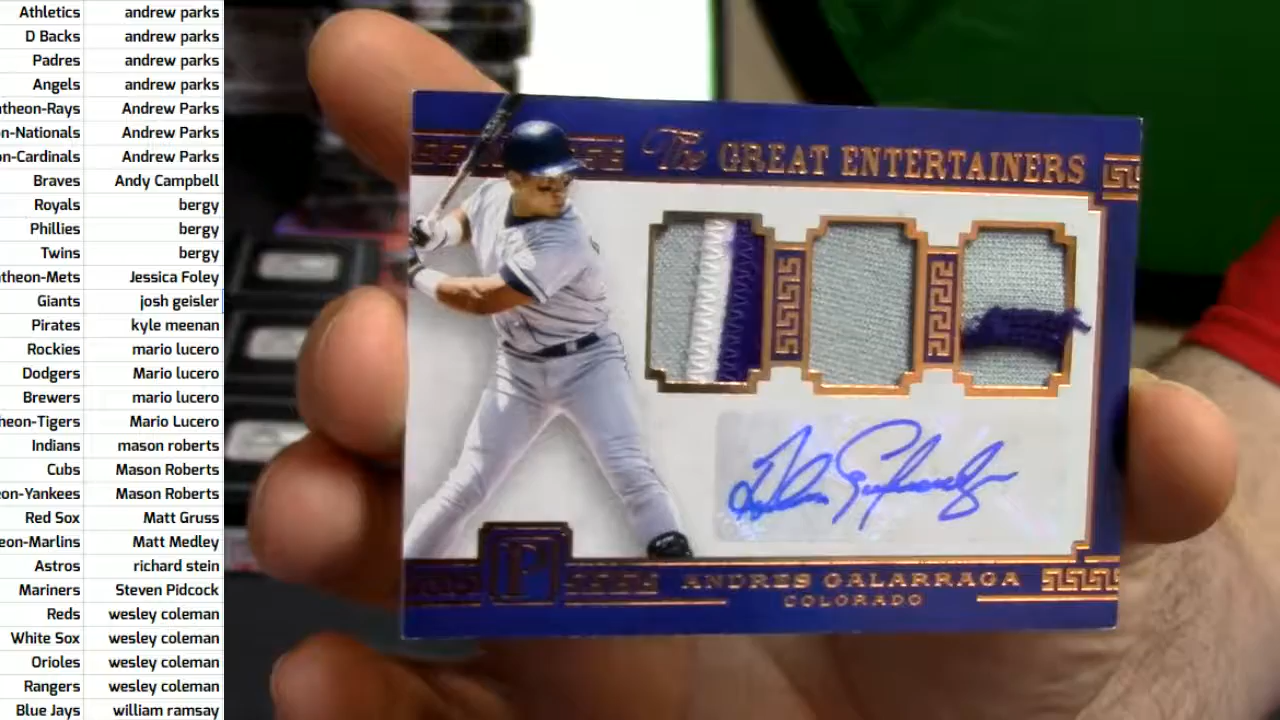 Athletics andrew parks
D Backs andrew parks
Padres andrew parks
Angels andrew parks
theon-Rays Andrew Parks
n-Nationals Andrew Parks
on-Cardinals Andrew Parks
Braves Andy Campbell
Royals bergy
Phillies bergy
Twins bergy
theon-Mets Jessica Foley
Giants josh geisler
Pirates kyle meenan
Rockies mario lucero
Dodgers Mario lucero
Brewers mario lucero
heon-Tigers Mario Lucero
Indians mason roberts
Cubs Mason Roberts
on-Yankees Mason Roberts
Red Sox Matt Gruss
eon-Marlins Matt Medley
Astros richard stein
Mariners Steven Pidcock
Reds wesley coleman
White Sox wesley coleman
Orioles wesley coleman
Rangers wesley coleman
Blue Jays william ramsay
The GREAT ENTERTAINERS
P
ANDRES GALARRAGA
COLORADO